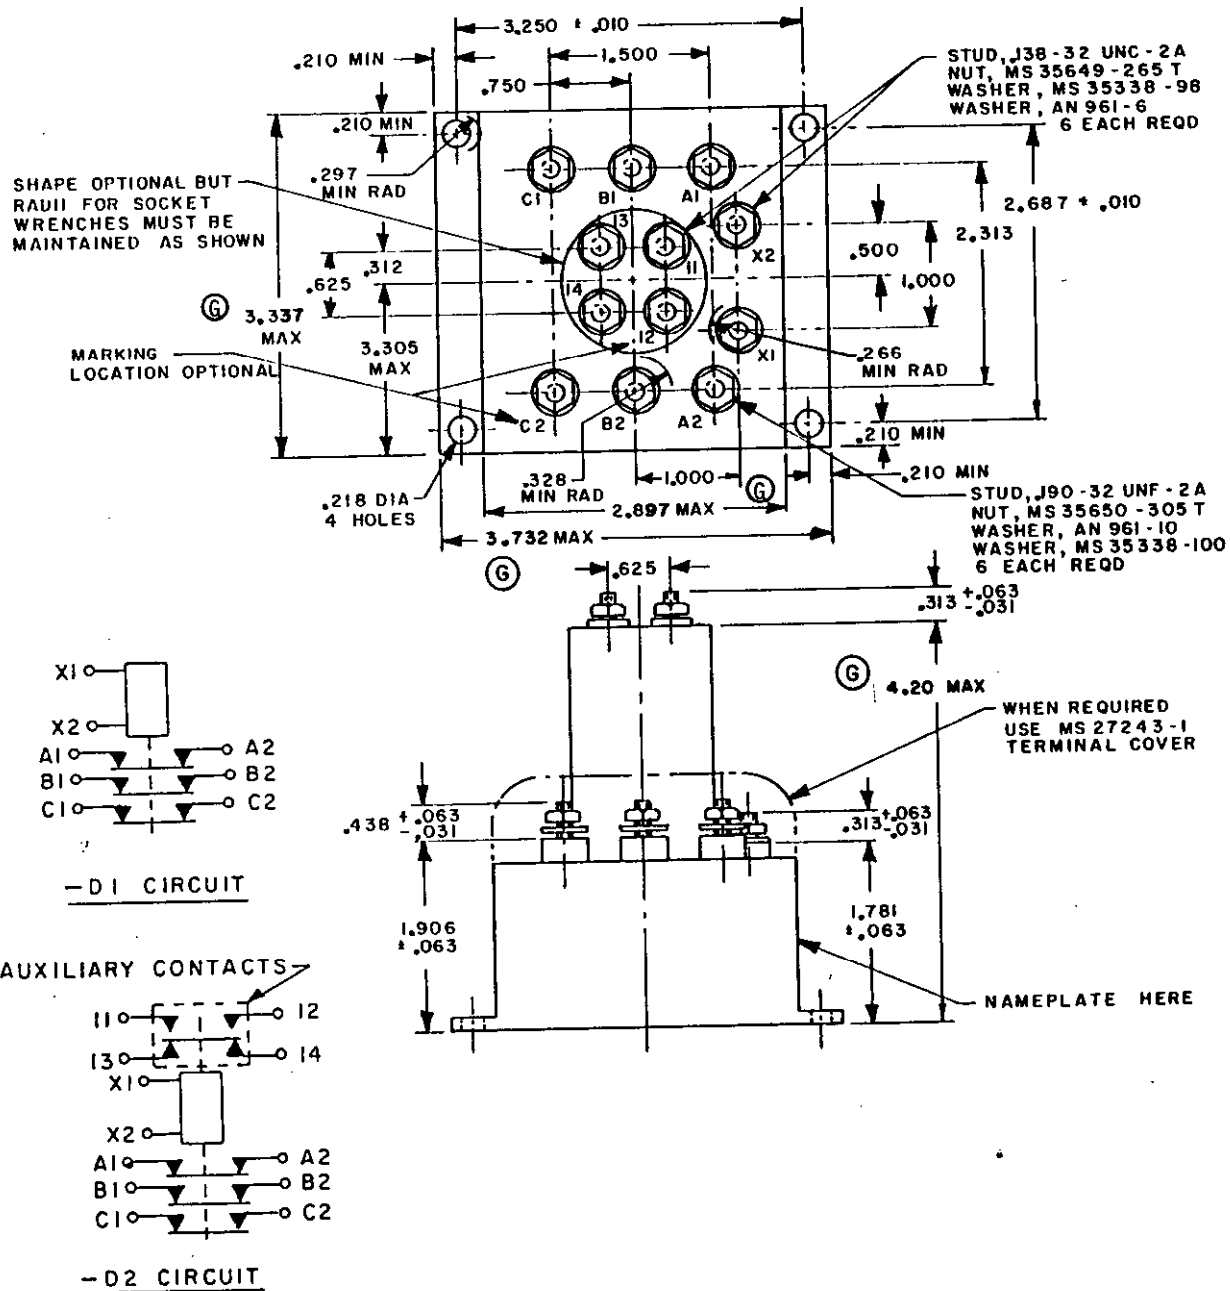 3.250 ± .010
.210 MIN
1.500
.750
STUD, .138-32 UNC-2A
NUT, MS 35649-265 T
WASHER, MS 35338-98
WASHER, AN 961-6
6 EACH REQD
.210 MIN
.297
MIN RAD
SHAPE OPTIONAL BUT
RADII FOR SOCKET
WRENCHES MUST BE
MAINTAINED AS SHOWN
C1
B1
A1
13
11
X2
14
12
X1
2.687 ± .010
2.313
.500
1.000
.312
.625
G
3.337
MAX
3.305
MAX
MARKING
LOCATION OPTIONAL
.266
MIN RAD
C2
B2
A2
.210 MIN
.210 MIN
.218 DIA
4 HOLES
.328
MIN RAD
1.000
G
2.897 MAX
3.732 MAX
G
STUD, .190-32 UNF-2A
NUT, MS 35650-305 T
WASHER, AN 961-10
WASHER, MS 35338-100
6 EACH REQD
.625
.313 +.063
-.031
G
4.20 MAX
WHEN REQUIRED
USE MS 27243-1
TERMINAL COVER
.438 +.063
-.031
.313 +.063
-.031
1.906
± .063
1.781
± .063
NAMEPLATE HERE
X1
X2
A1 A2
B1 B2
C1 C2
-D1 CIRCUIT
AUXILIARY CONTACTS
11 12
13 14
X1
X2
A1 A2
B1 B2
C1 C2
-D2 CIRCUIT